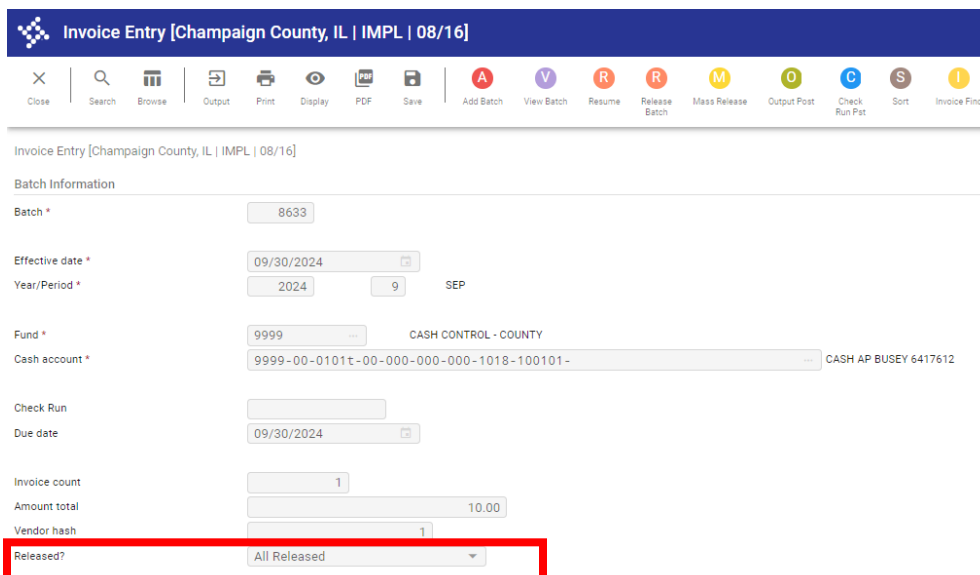 Invoice Entry [Champaign County, IL | IMPL | 08/16]
PDF A V R R M O C S I
Close Search Browse Output Print Display PDF Save Add Batch View Batch Resume Release Batch Mass Release Output Post Check Run Pst Sort Invoice Find
Invoice Entry [Champaign County, IL | IMPL | 08/16]
Batch Information
Batch * 8633
Effective date * 09/30/2024
Year/Period * 2024 9 SEP
Fund * 9999 ... CASH CONTROL - COUNTY
Cash account * 9999-00-0101t-00-000-000-000-1018-100101- ... CASH AP BUSEY 6417612
Check Run
Due date 09/30/2024
Invoice count 1
Amount total 10.00
Vendor hash 1
Released? All Released